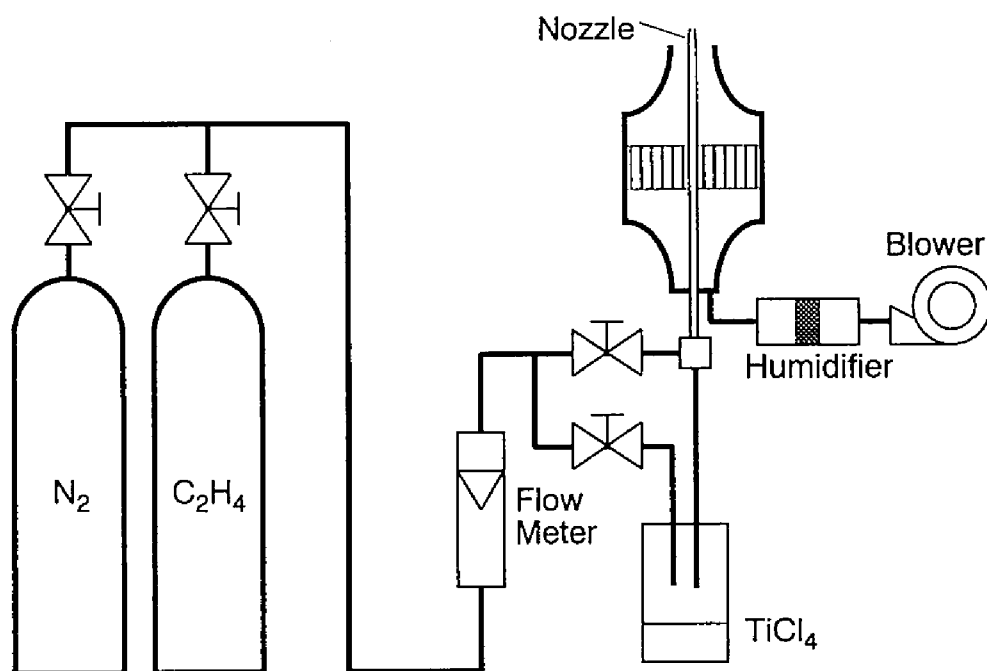 Nozzle
Blower
Humidifier
N₂
C₂H₄
Flow
Meter
TiCl₄